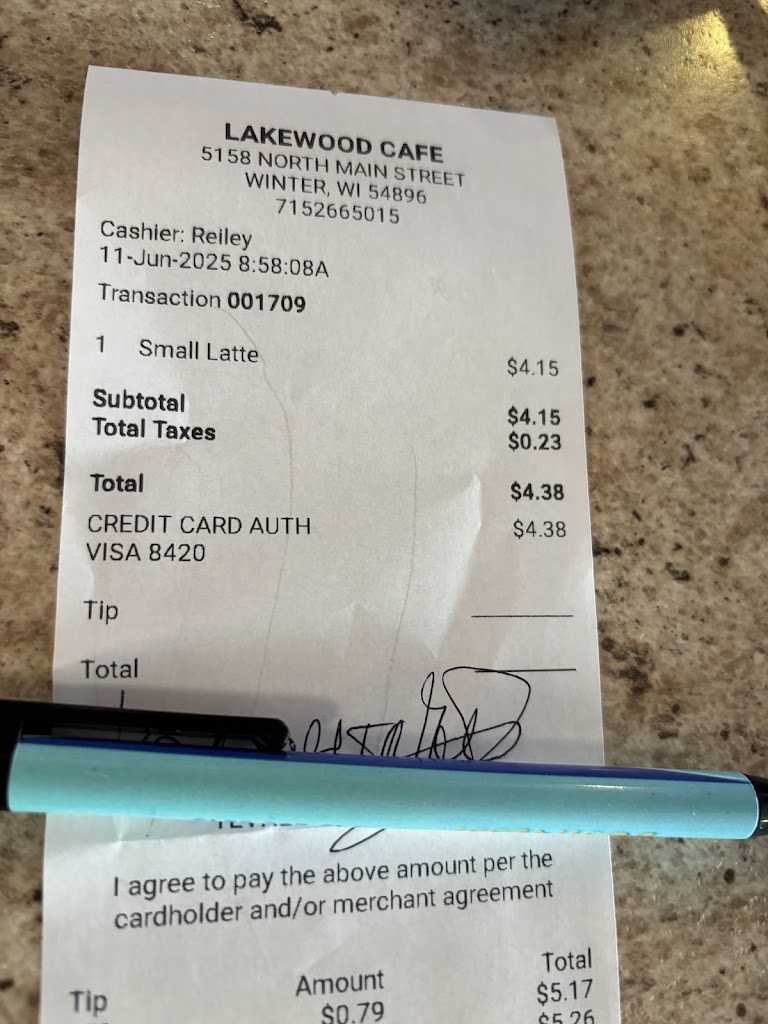 LAKEWOOD CAFE
5158 NORTH MAIN STREET
WINTER, WI 54896
7152665015
Cashier: Reiley
11-Jun-2025 8:58:08A
Transaction 001709
1 Small Latte $4.15
Subtotal $4.15
Total Taxes $0.23
Total $4.38
CREDIT CARD AUTH $4.38
VISA 8420
Tip
Total
I agree to pay the above amount per the
cardholder and/or merchant agreement
Tip Amount Total
$0.79 $5.17
$5.26